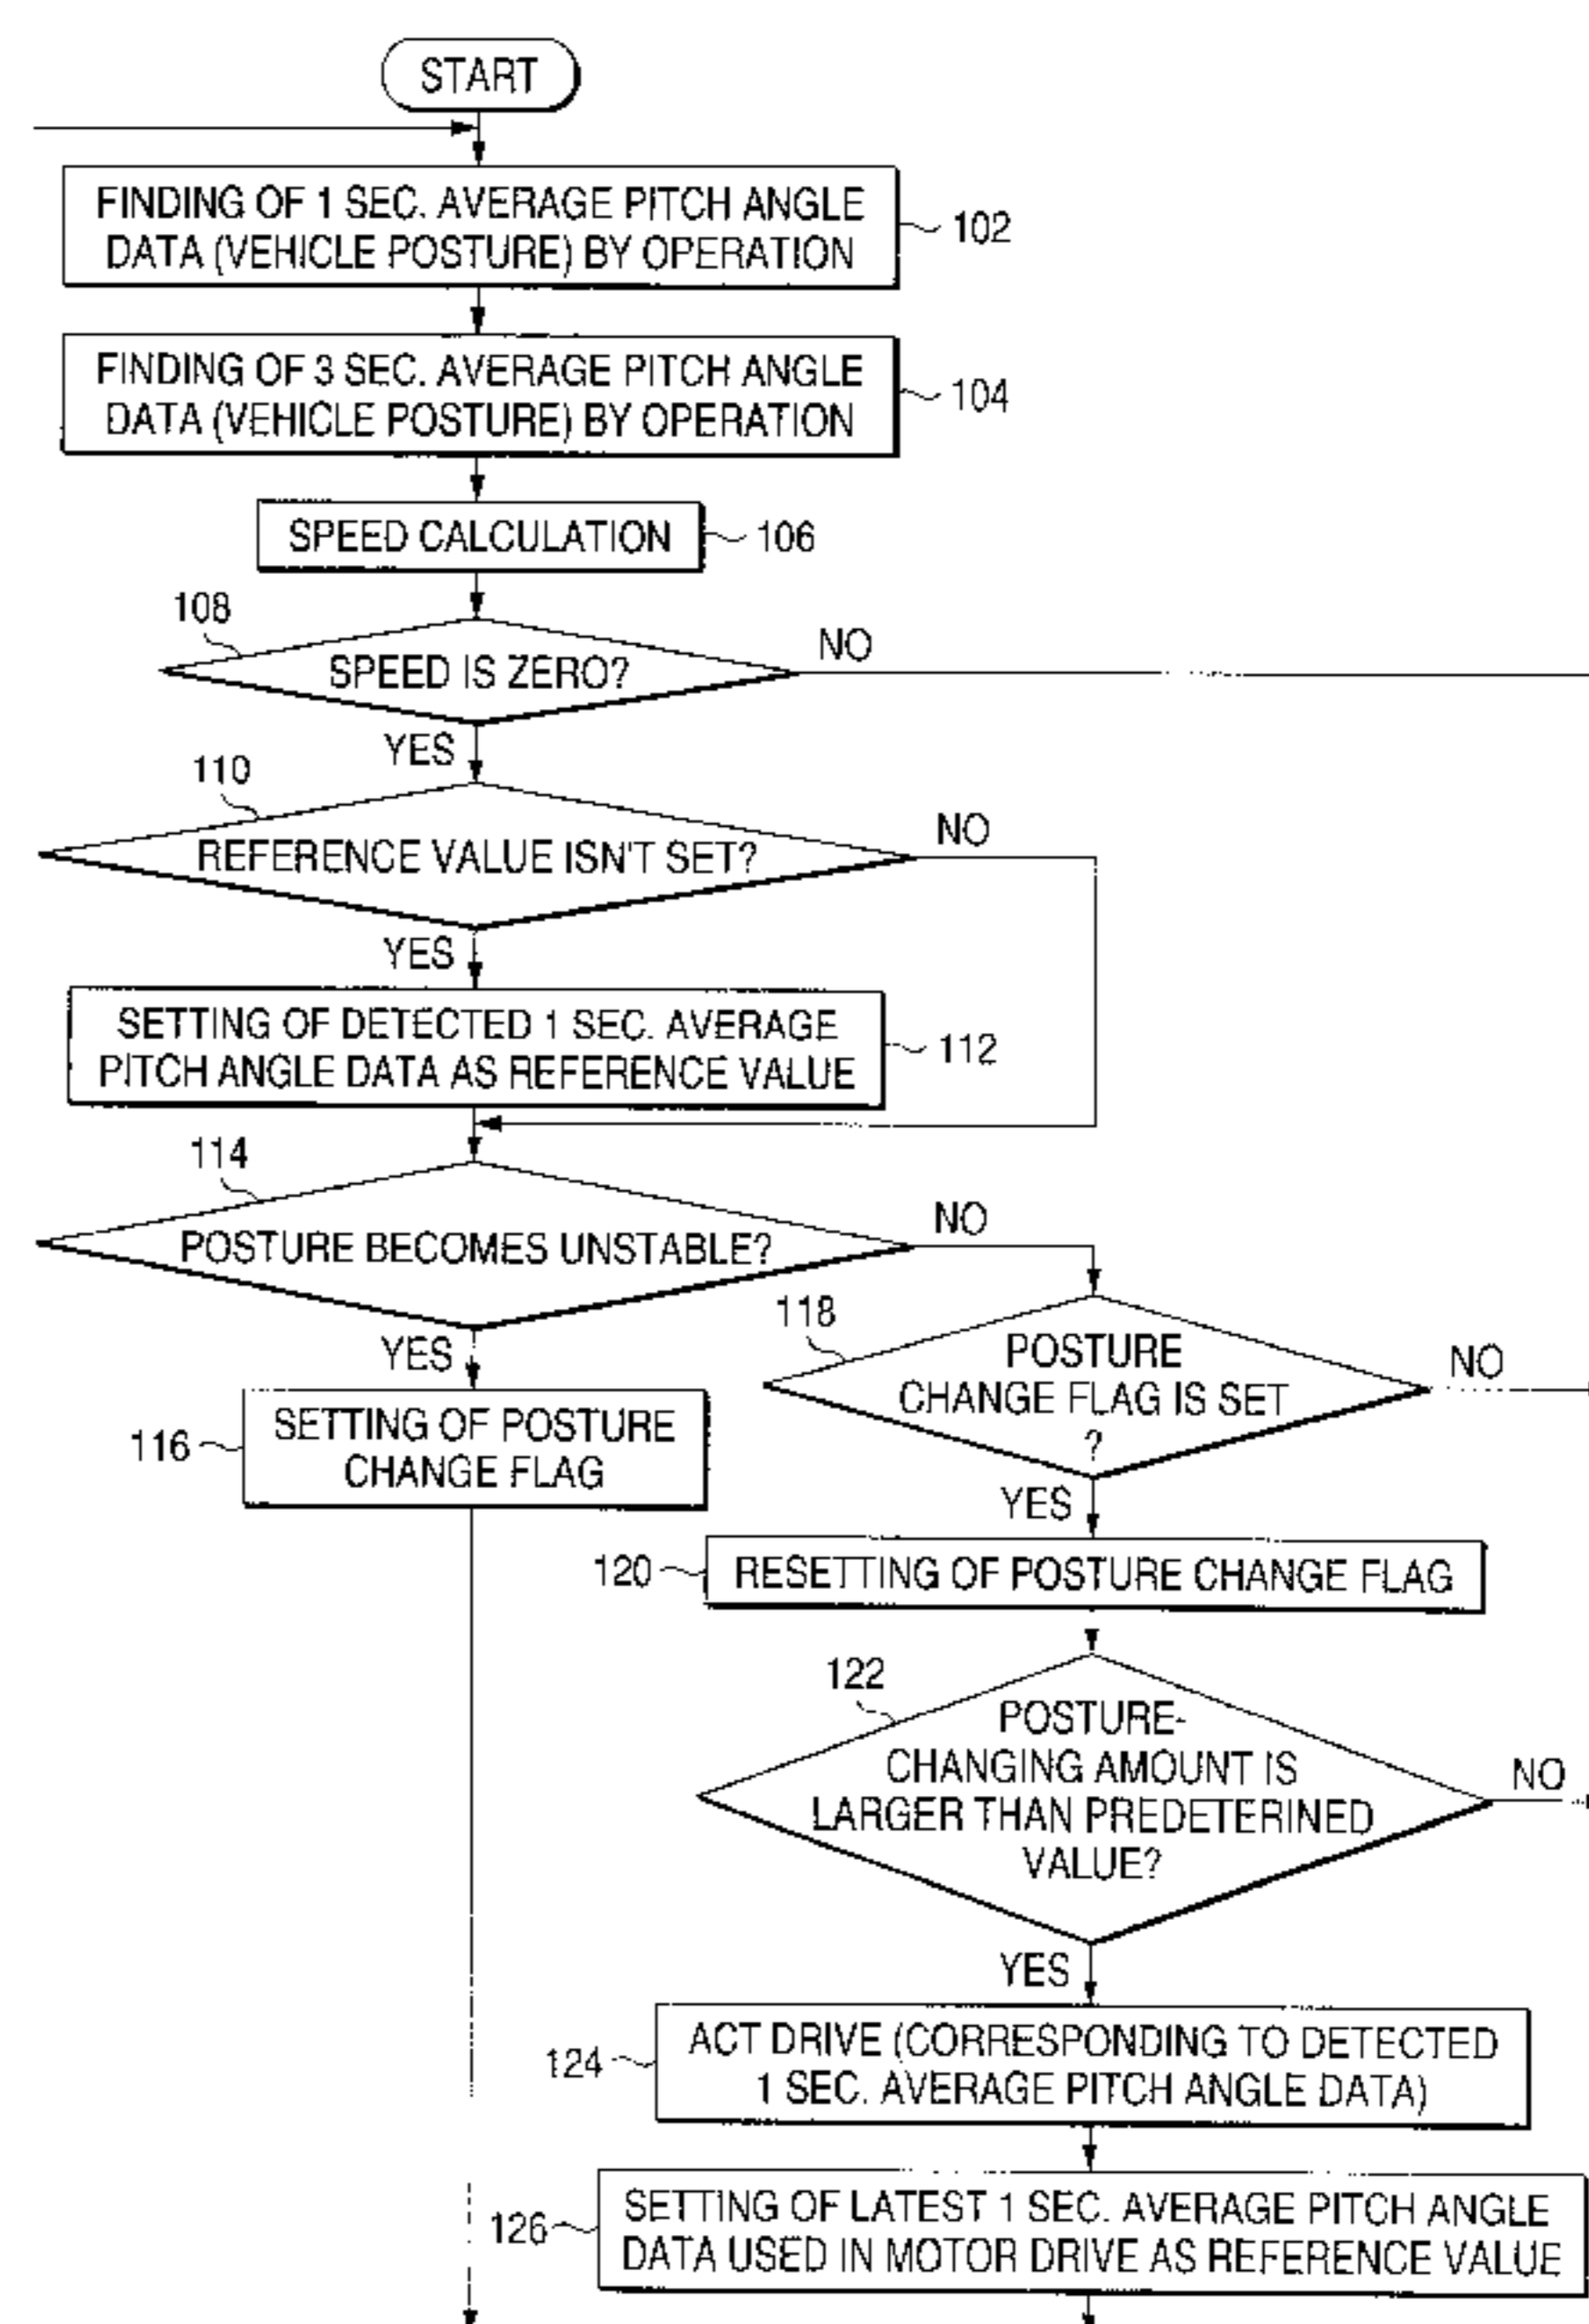 START
FINDING OF 1 SEC. AVERAGE PITCH ANGLE
DATA (VEHICLE POSTURE) BY OPERATION
102
FINDING OF 3 SEC. AVERAGE PITCH ANGLE
DATA (VEHICLE POSTURE) BY OPERATION
104
SPEED CALCULATION
106
108
SPEED IS ZERO?
NO
YES
110
REFERENCE VALUE ISN'T SET?
NO
YES
SETTING OF DETECTED 1 SEC. AVERAGE
PITCH ANGLE DATA AS REFERENCE VALUE
112
114
POSTURE BECOMES UNSTABLE?
NO
YES
116
SETTING OF POSTURE
CHANGE FLAG
118
POSTURE
CHANGE FLAG IS SET
?
NO
YES
120
RESETTING OF POSTURE CHANGE FLAG
122
POSTURE-
CHANGING AMOUNT IS
LARGER THAN PREDETERINED
VALUE?
NO
YES
124
ACT DRIVE (CORRESPONDING TO DETECTED
1 SEC. AVERAGE PITCH ANGLE DATA)
126
SETTING OF LATEST 1 SEC. AVERAGE PITCH ANGLE
DATA USED IN MOTOR DRIVE AS REFERENCE VALUE